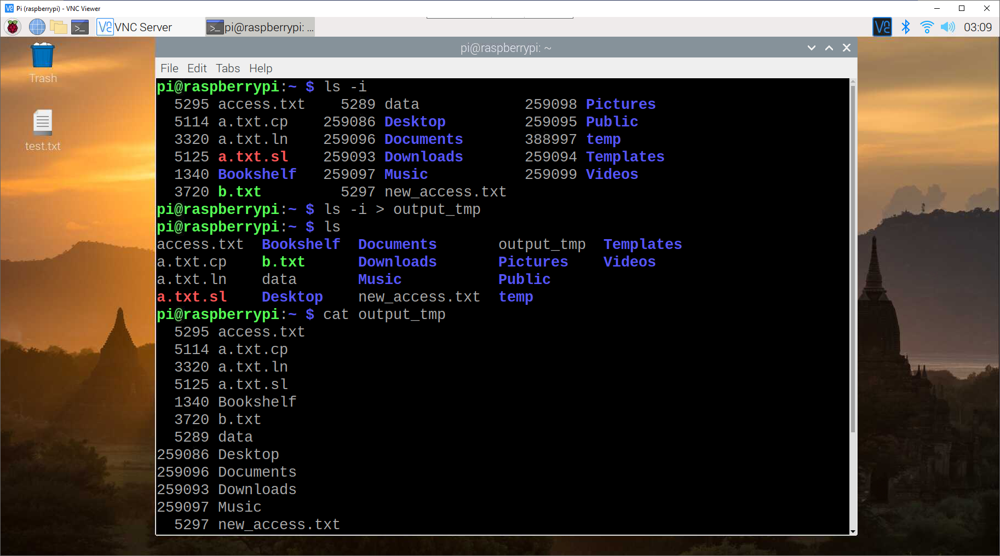 Pi (raspberrypi) - VNC Viewer
VNC Server
pi@raspberrypi: ...
03:09
Trash
test.txt
pi@raspberrypi: ~
File Edit Tabs Help
pi@raspberrypi:~ $ ls -i
  5295 access.txt    5289 data            259098 Pictures
  5114 a.txt.cp    259086 Desktop         259095 Public
  3320 a.txt.ln    259096 Documents       388997 temp
  5125 a.txt.sl    259093 Downloads       259094 Templates
  1340 Bookshelf   259097 Music           259099 Videos
  3720 b.txt         5297 new_access.txt
pi@raspberrypi:~ $ ls -i > output_tmp
pi@raspberrypi:~ $ ls
access.txt  Bookshelf  Documents       output_tmp  Templates
a.txt.cp    b.txt      Downloads       Pictures    Videos
a.txt.ln    data       Music           Public
a.txt.sl    Desktop    new_access.txt  temp
pi@raspberrypi:~ $ cat output_tmp
  5295 access.txt
  5114 a.txt.cp
  3320 a.txt.ln
  5125 a.txt.sl
  1340 Bookshelf
  3720 b.txt
  5289 data
259086 Desktop
259096 Documents
259093 Downloads
259097 Music
  5297 new_access.txt